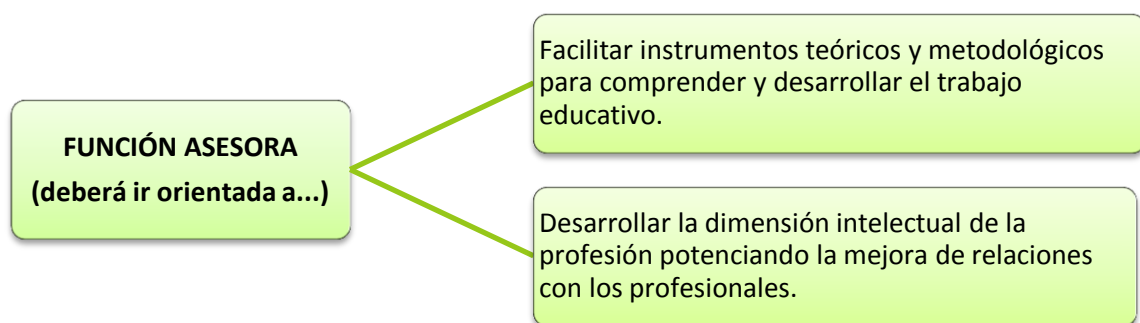 FUNCIÓN ASESORA
(deberá ir orientada a...)
Facilitar instrumentos teóricos y metodológicos
para comprender y desarrollar el trabajo
educativo.
Desarrollar la dimensión intelectual de la
profesión potenciando la mejora de relaciones
con los profesionales.